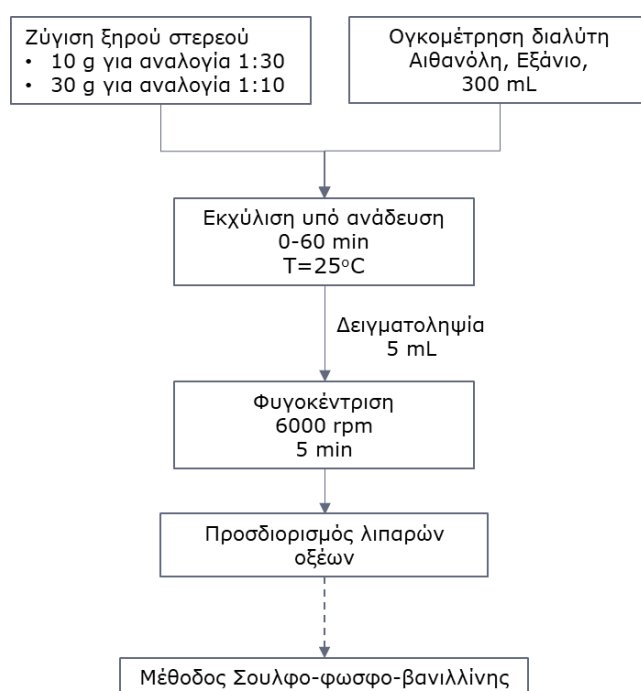 Ζύγιση ξηρού στερεού
• 10 g για αναλογία 1:30
• 30 g για αναλογία 1:10
Ογκομέτρηση διαλύτη
Αιθανόλη, Εξάνιο,
300 mL
Εκχύλιση υπό ανάδευση
0-60 min
T=25°C
Δειγματοληψία
5 mL
Φυγοκέντριση
6000 rpm
5 min
Προσδιορισμός λιπαρών
οξέων
Μέθοδος Σουλφο-φωσφο-βανιλλίνης